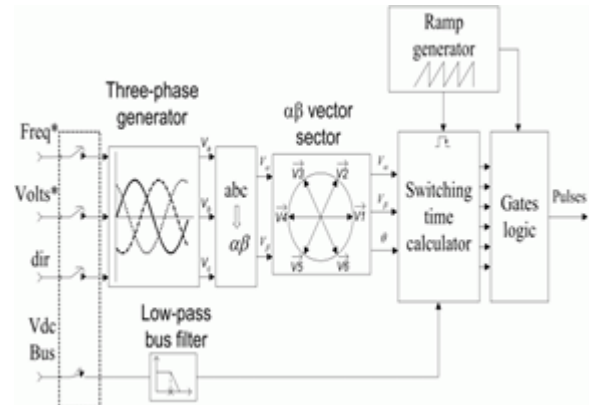 Ramp
generator
Three-phase
generator
αβ vector
sector
Freq*
Volts*
dir
Vdc
Bus
Va
Vb
Vc
abc
αβ
Vα
Vβ
V3
V2
V4
V1
V5
V6
Vα
Vβ
θ
Switching
time
calculator
Gates
logic
Pulses
Low-pass
bus filter